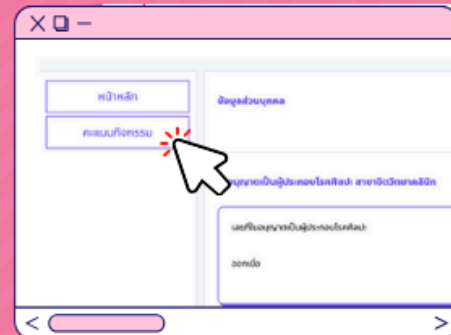 หน้าหลัก
คะแนนกิจกรรม
ข้อมูลส่วนบุคคล
อนุญาตเป็นผู้ประกอบโรคศิลปะ สาขาจิตวิทยาคลินิก
เลขที่ใบอนุญาตเป็นผู้ประกอบโรคศิลปะ
ออกเมื่อ